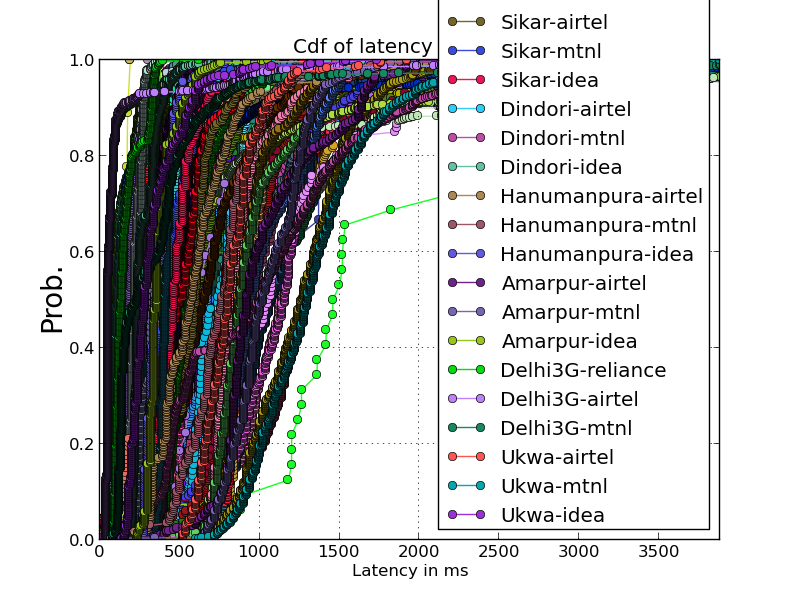 Cdf of latency
Sikar-airtel
Sikar-mtnl
Sikar-idea
Dindori-airtel
Dindori-mtnl
Dindori-idea
Hanumanpura-airtel
Hanumanpura-mtnl
Hanumanpura-idea
Amarpur-airtel
Amarpur-mtnl
Amarpur-idea
Delhi3G-reliance
Delhi3G-airtel
Delhi3G-mtnl
Ukwa-airtel
Ukwa-mtnl
Ukwa-idea
Prob.
1.0
0.8
0.6
0.4
0.2
0.0
0 500 1000 1500 2000 2500 3000 3500
Latency in ms